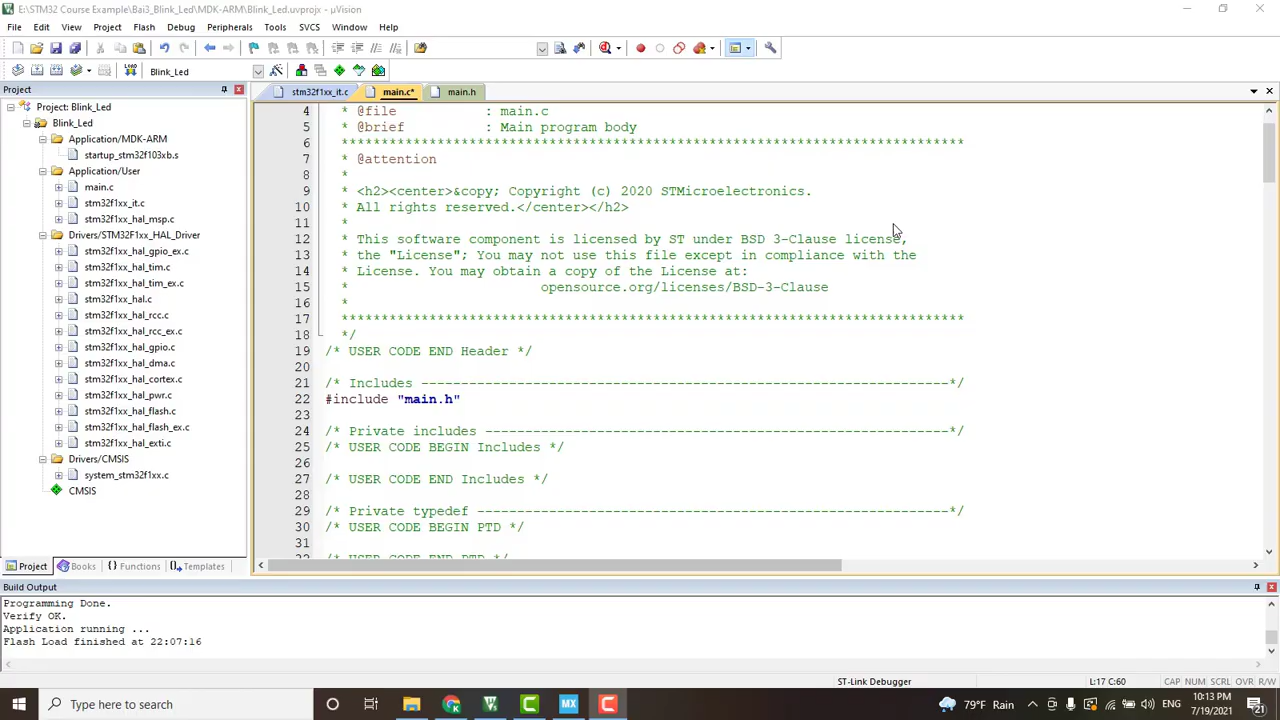 E:\STM32 Course Example\Bai3_Blink_Led\MDK-ARM\Blink_Led.uvprojx - µVision
File Edit View Project Flash Debug Peripherals Tools SVCS Window Help
Blink_Led
Project
stm32f1xx_it.c main.c* main.h
Project: Blink_Led
Blink_Led
Application/MDK-ARM
startup_stm32f103xb.s
Application/User
main.c
stm32f1xx_it.c
stm32f1xx_hal_msp.c
Drivers/STM32F1xx_HAL_Driver
stm32f1xx_hal_gpio_ex.c
stm32f1xx_hal_tim.c
stm32f1xx_hal_tim_ex.c
stm32f1xx_hal.c
stm32f1xx_hal_rcc.c
stm32f1xx_hal_rcc_ex.c
stm32f1xx_hal_gpio.c
stm32f1xx_hal_dma.c
stm32f1xx_hal_cortex.c
stm32f1xx_hal_pwr.c
stm32f1xx_hal_flash.c
stm32f1xx_hal_flash_ex.c
stm32f1xx_hal_exti.c
Drivers/CMSIS
system_stm32f1xx.c
CMSIS
Project Books Functions Templates
4 * @file : main.c
5 * @brief : Main program body
6 ******************************************************************************
7 * @attention
8 *
9 * <h2><center>&copy; Copyright (c) 2020 STMicroelectronics.
10 * All rights reserved.</center></h2>
11 *
12 * This software component is licensed by ST under BSD 3-Clause license,
13 * the "License"; You may not use this file except in compliance with the
14 * License. You may obtain a copy of the License at:
15 * opensource.org/licenses/BSD-3-Clause
16 *
17 ******************************************************************************
18 */
19 /* USER CODE END Header */
20
21 /* Includes ------------------------------------------------------------------*/
22 #include "main.h"
23
24 /* Private includes ----------------------------------------------------------*/
25 /* USER CODE BEGIN Includes */
26
27 /* USER CODE END Includes */
28
29 /* Private typedef -----------------------------------------------------------*/
30 /* USER CODE BEGIN PTD */
31
32 /* USER CODE END PTD */
Build Output
Programming Done.
Verify OK.
Application running ...
Flash Load finished at 22:07:16
ST-Link Debugger L:17 C:60 CAP NUM SCRL OVR R/W
Type here to search
MX
79°F Rain
ENG
10:13 PM
7/19/2021
21